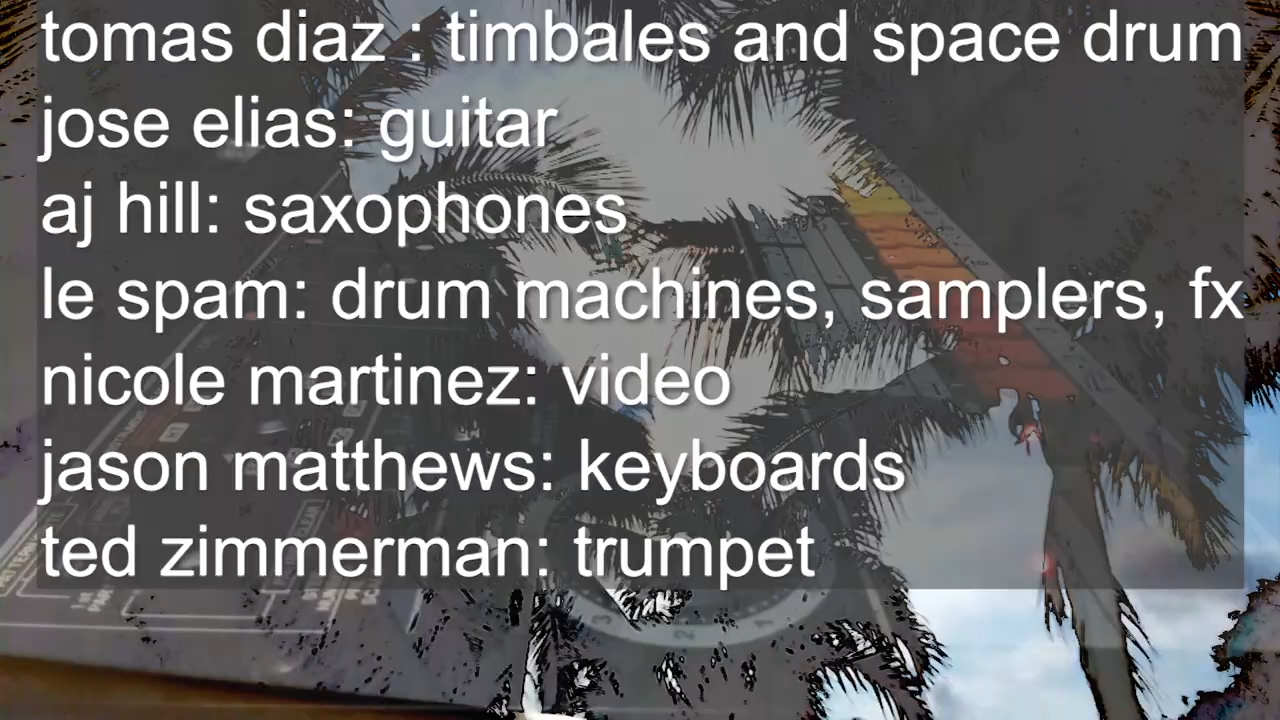 tomas diaz : timbales and space drum
jose elias: guitar
aj hill: saxophones
le spam: drum machines, samplers, fx
nicole martinez: video
jason matthews: keyboards
ted zimmerman: trumpet